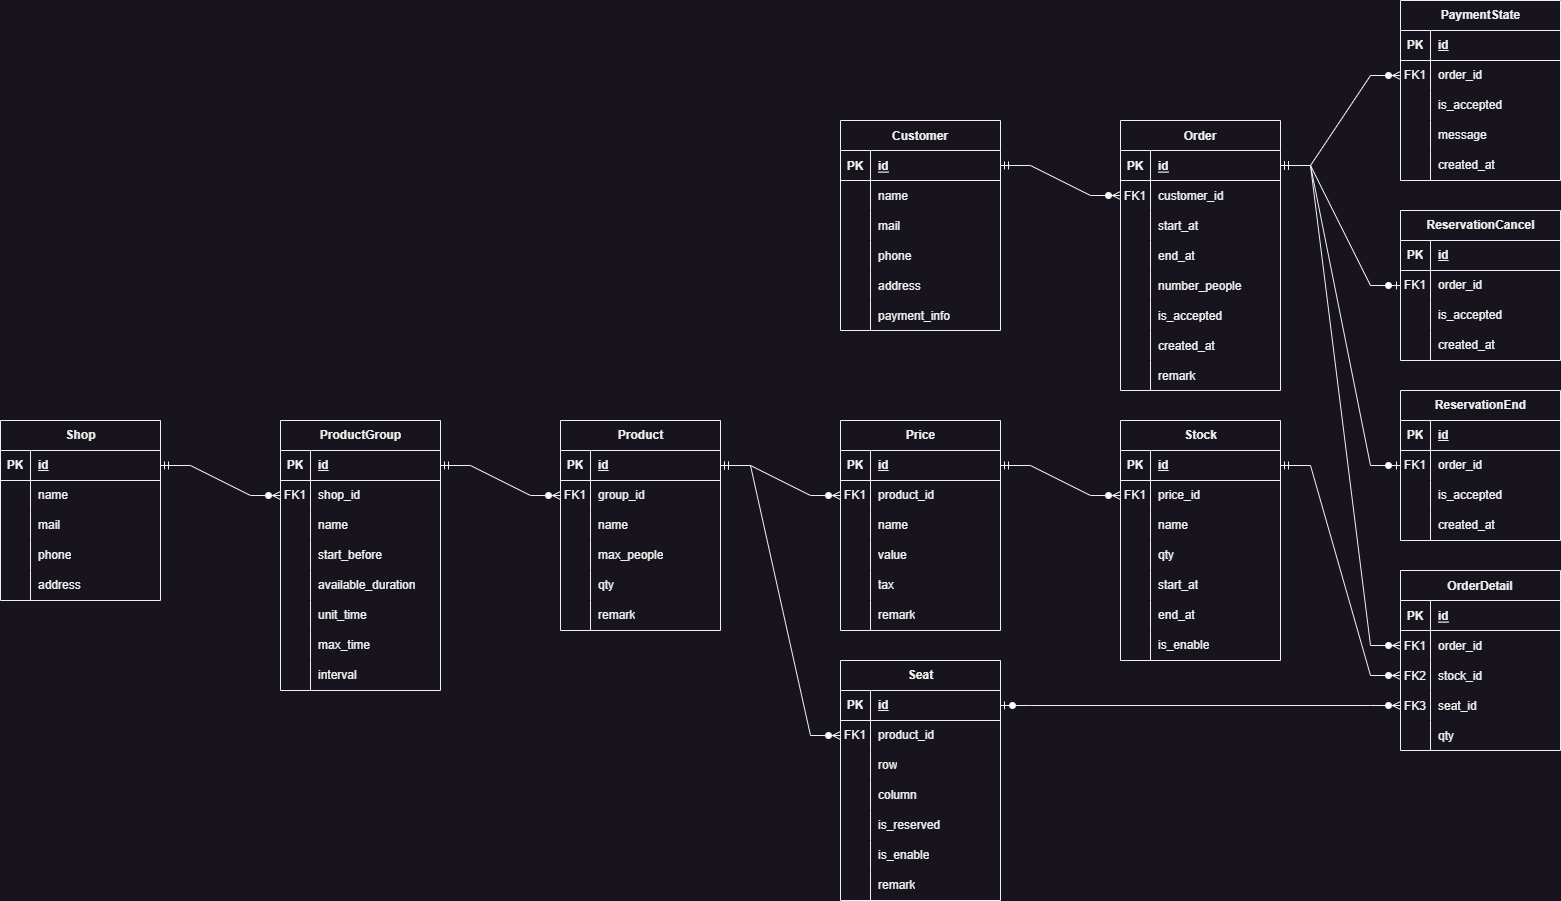 PaymentState
PK id
FK1 order_id
is_accepted
message
created_at
Customer
PK id
name
mail
phone
address
payment_info
Order
PK id
FK1 customer_id
start_at
end_at
number_people
is_accepted
created_at
remark
ReservationCancel
PK id
FK1 order_id
is_accepted
created_at
ReservationEnd
PK id
FK1 order_id
is_accepted
created_at
Shop
PK id
name
mail
phone
address
ProductGroup
PK id
FK1 shop_id
name
start_before
available_duration
unit_time
max_time
interval
Product
PK id
FK1 group_id
name
max_people
qty
remark
Price
PK id
FK1 product_id
name
value
tax
remark
Stock
PK id
FK1 price_id
name
qty
start_at
end_at
is_enable
OrderDetail
PK id
FK1 order_id
FK2 stock_id
FK3 seat_id
qty
Seat
PK id
FK1 product_id
row
column
is_reserved
is_enable
remark